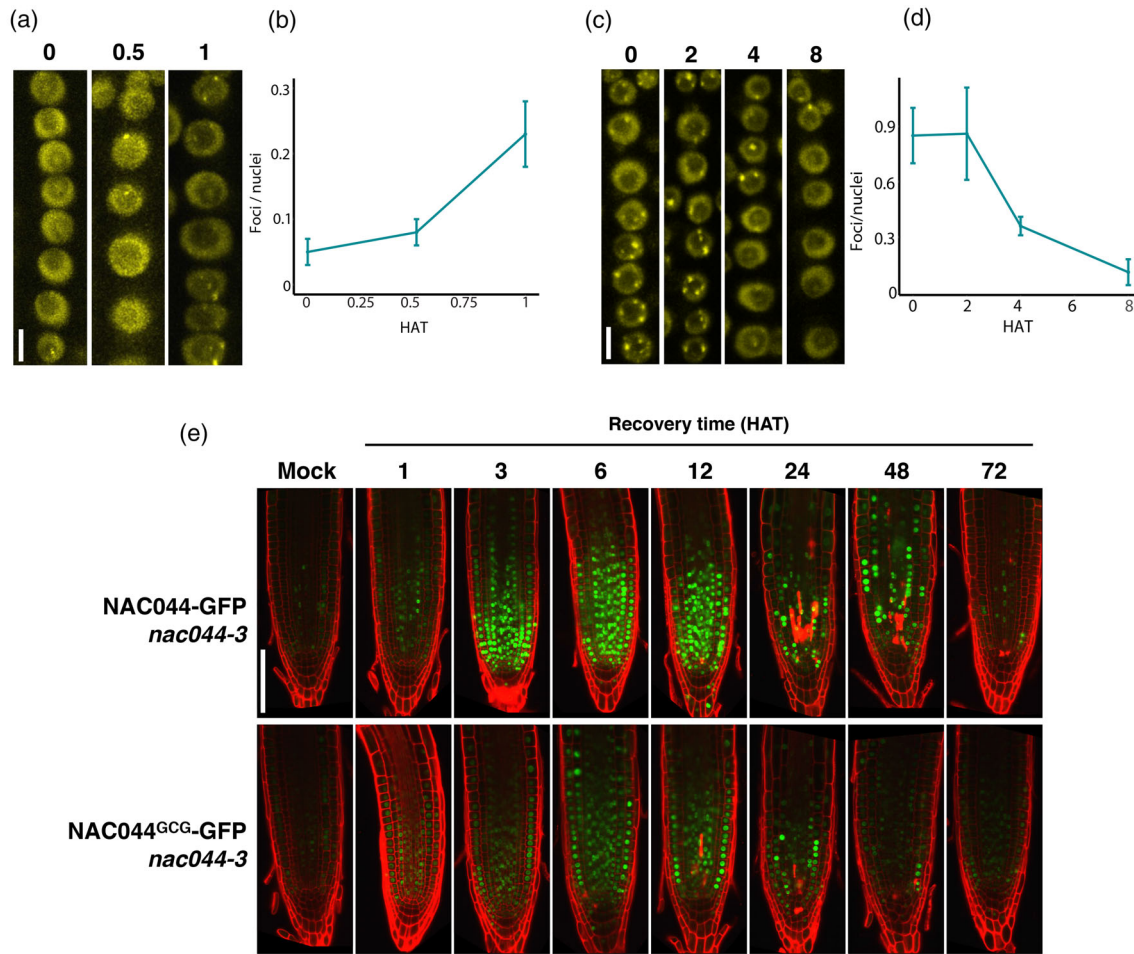 (a)
0 0.5 1
(b)
0.3
0.2
0.1
0
Foci / nuclei
0 0.25 0.5 0.75 1
HAT
(c)
0 2 4 8
(d)
0.9
0.6
0.3
0
Foci/nuclei
0 2 4 6 8
HAT
(e)
Recovery time (HAT)
Mock 1 3 6 12 24 48 72
NAC044-GFP
nac044-3
NAC044GCG-GFP
nac044-3